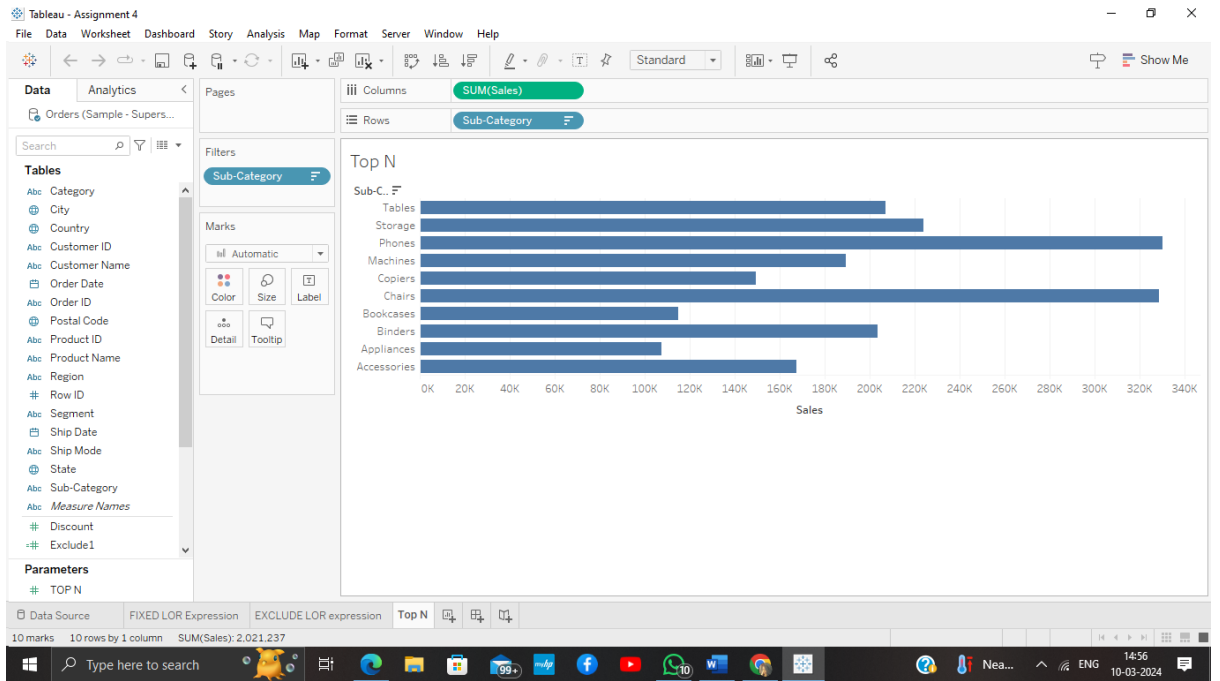 Tableau - Assignment 4
File Data Worksheet Dashboard Story Analysis Map Format Server Window Help
Standard
Show Me
Data
Analytics
Orders (Sample - Supers...
Search
Tables
Abc Category
City
Country
Abc Customer ID
Abc Customer Name
Order Date
Abc Order ID
Postal Code
Abc Product ID
Abc Product Name
Abc Region
# Row ID
Abc Segment
Ship Date
Abc Ship Mode
State
Abc Sub-Category
Abc Measure Names
# Discount
=# Exclude1
Parameters
# TOP N
Pages
Filters
Sub-Category
Marks
Automatic
Color Size Label
Detail Tooltip
iii Columns
SUM(Sales)
Rows
Sub-Category
Top N
Sub-C..
Tables
Storage
Phones
Machines
Copiers
Chairs
Bookcases
Binders
Appliances
Accessories
0K 20K 40K 60K 80K 100K 120K 140K 160K 180K 200K 220K 240K 260K 280K 300K 320K 340K
Sales
Data Source
FIXED LOR Expression
EXCLUDE LOR expression
Top N
10 marks 10 rows by 1 column SUM(Sales): 2,021,237
Type here to search
99+
mdp
10
W
Nea...
ENG
14:56
10-03-2024